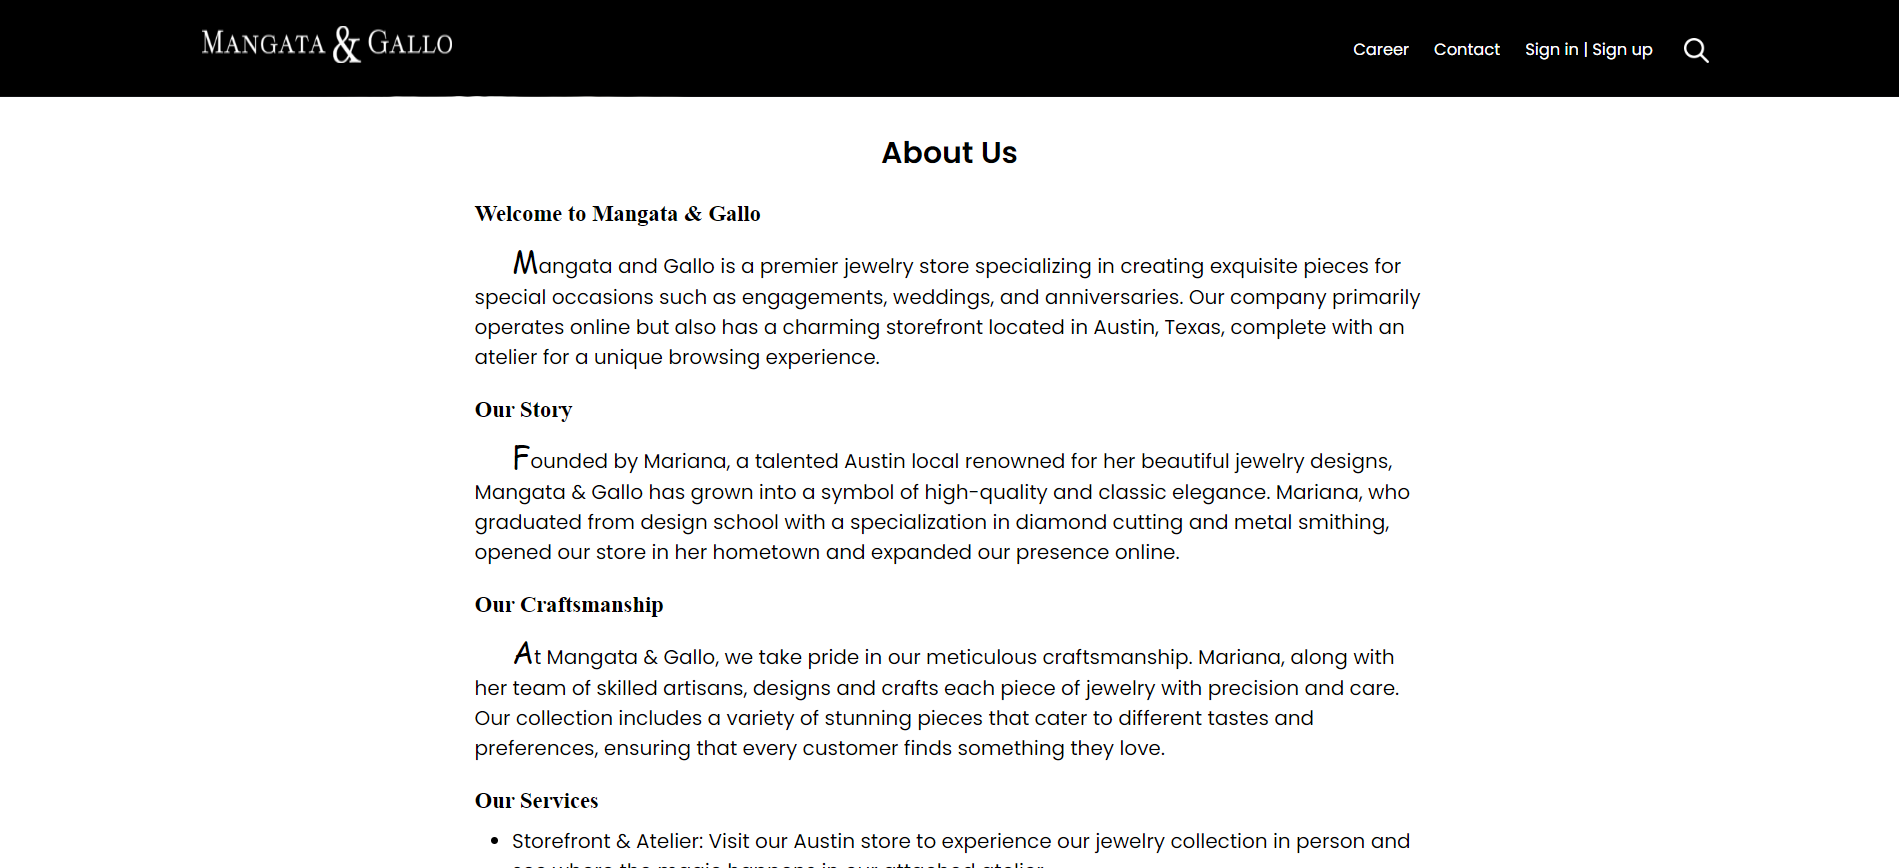 MANGATA & GALLO
Career Contact Sign in | Sign up
About Us
Welcome to Mangata & Gallo
Mangata and Gallo is a premier jewelry store specializing in creating exquisite pieces for
special occasions such as engagements, weddings, and anniversaries. Our company primarily
operates online but also has a charming storefront located in Austin, Texas, complete with an
atelier for a unique browsing experience.
Our Story
Founded by Mariana, a talented Austin local renowned for her beautiful jewelry designs,
Mangata & Gallo has grown into a symbol of high-quality and classic elegance. Mariana, who
graduated from design school with a specialization in diamond cutting and metal smithing,
opened our store in her hometown and expanded our presence online.
Our Craftsmanship
At Mangata & Gallo, we take pride in our meticulous craftsmanship. Mariana, along with
her team of skilled artisans, designs and crafts each piece of jewelry with precision and care.
Our collection includes a variety of stunning pieces that cater to different tastes and
preferences, ensuring that every customer finds something they love.
Our Services
• Storefront & Atelier: Visit our Austin store to experience our jewelry collection in person and
see where the magic happens in our attached atelier.